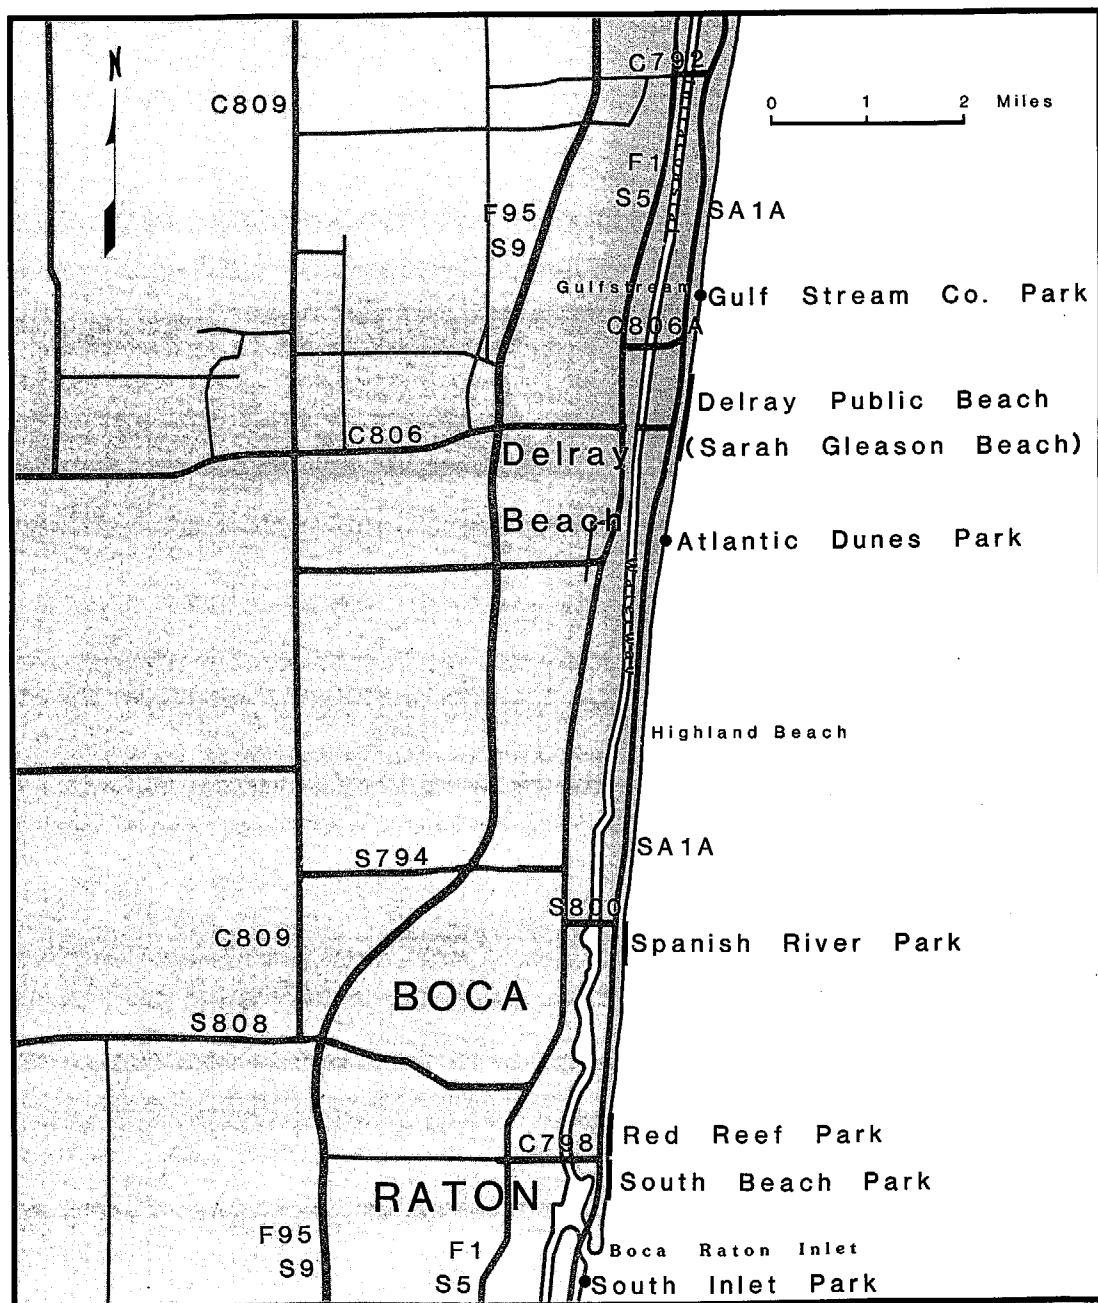 N
C792
C809
0 1 2 Miles
F1
S5
F95
S9
SA1A
Gulfstream
Gulf Stream Co. Park
C806A
Delray Public Beach
(Sarah Gleason Beach)
C806
Delray
Beach
Atlantic Dunes Park
Highland Beach
SA1A
S794
S800
C809
Spanish River Park
BOCA
S808
Red Reef Park
C798
South Beach Park
RATON
F95
S9
F1
S5
Boca Raton Inlet
South Inlet Park